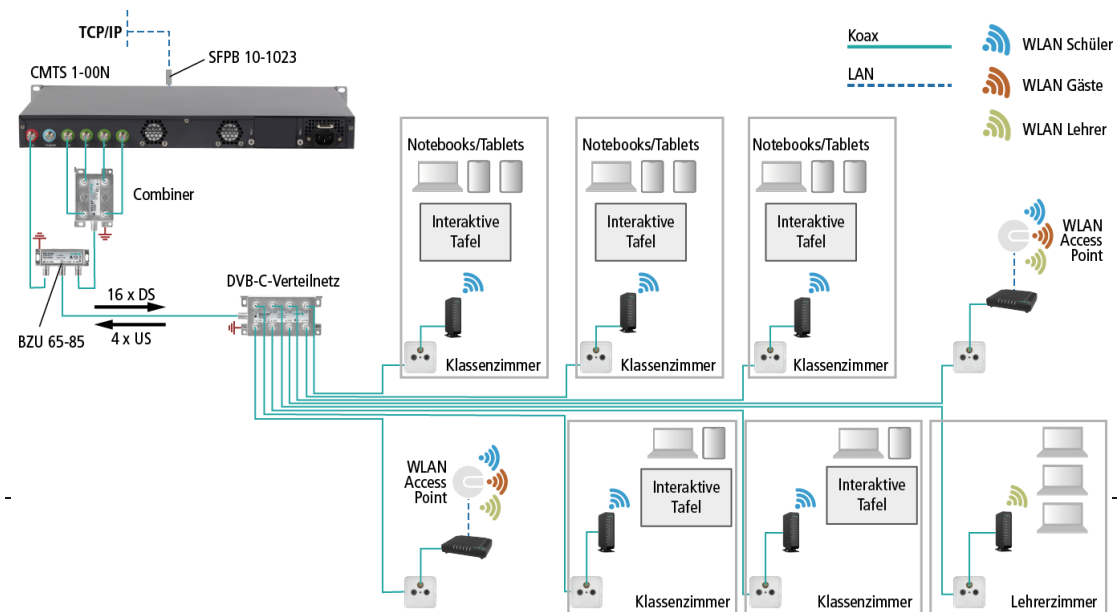 TCP/IP
SFPB 10-1023
CMTS 1-00N
Combiner
16 x DS
4 x US
BZU 65-85
DVB-C-Verteilnetz
Koax
LAN
WLAN Schüler
WLAN Gäste
WLAN Lehrer
Notebooks/Tablets
Interaktive
Tafel
Klassenzimmer
Notebooks/Tablets
Interaktive
Tafel
Klassenzimmer
Notebooks/Tablets
Interaktive
Tafel
Klassenzimmer
WLAN
Access
Point
WLAN
Access
Point
Interaktive
Tafel
Klassenzimmer
Interaktive
Tafel
Klassenzimmer
Lehrerzimmer